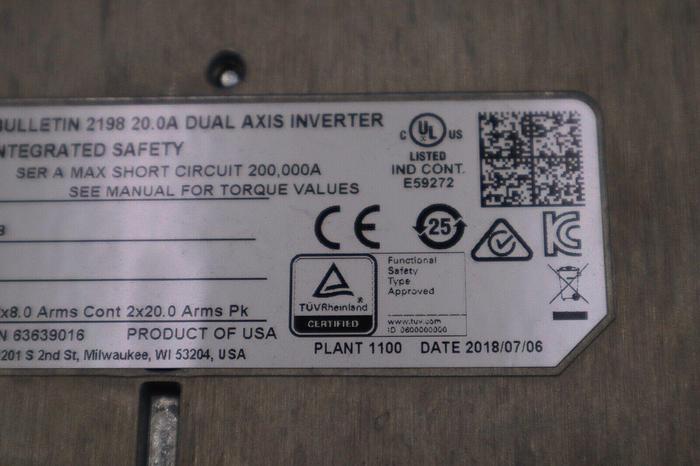 BULLETIN 2198 20.0A DUAL AXIS INVERTER
INTEGRATED SAFETY
SER A MAX SHORT CIRCUIT 200,000A
SEE MANUAL FOR TORQUE VALUES
C UL US
LISTED
IND CONT.
E59272
CE
25
KC
TÜVRheinland®
CERTIFIED
Functional
Safety
Type
Approved
www.tuv.com
ID 0600000000
x8.0 Arms Cont 2x20.0 Arms Pk
N 63639016 PRODUCT OF USA
1201 S 2nd St, Milwaukee, WI 53204, USA
PLANT 1100 DATE 2018/07/06